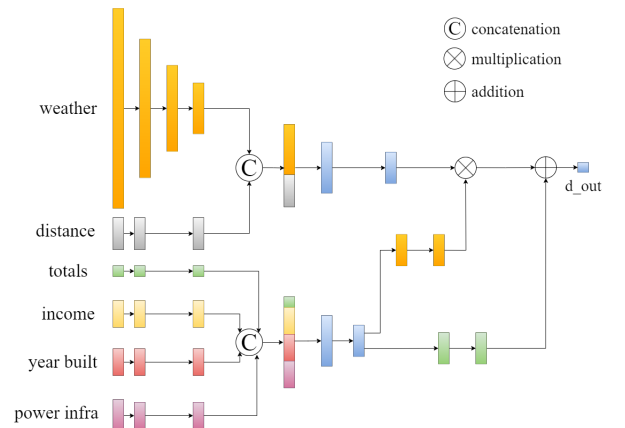 C concatenation
multiplication
addition
weather
C
d_out
distance
totals
income
C
year built
power infra